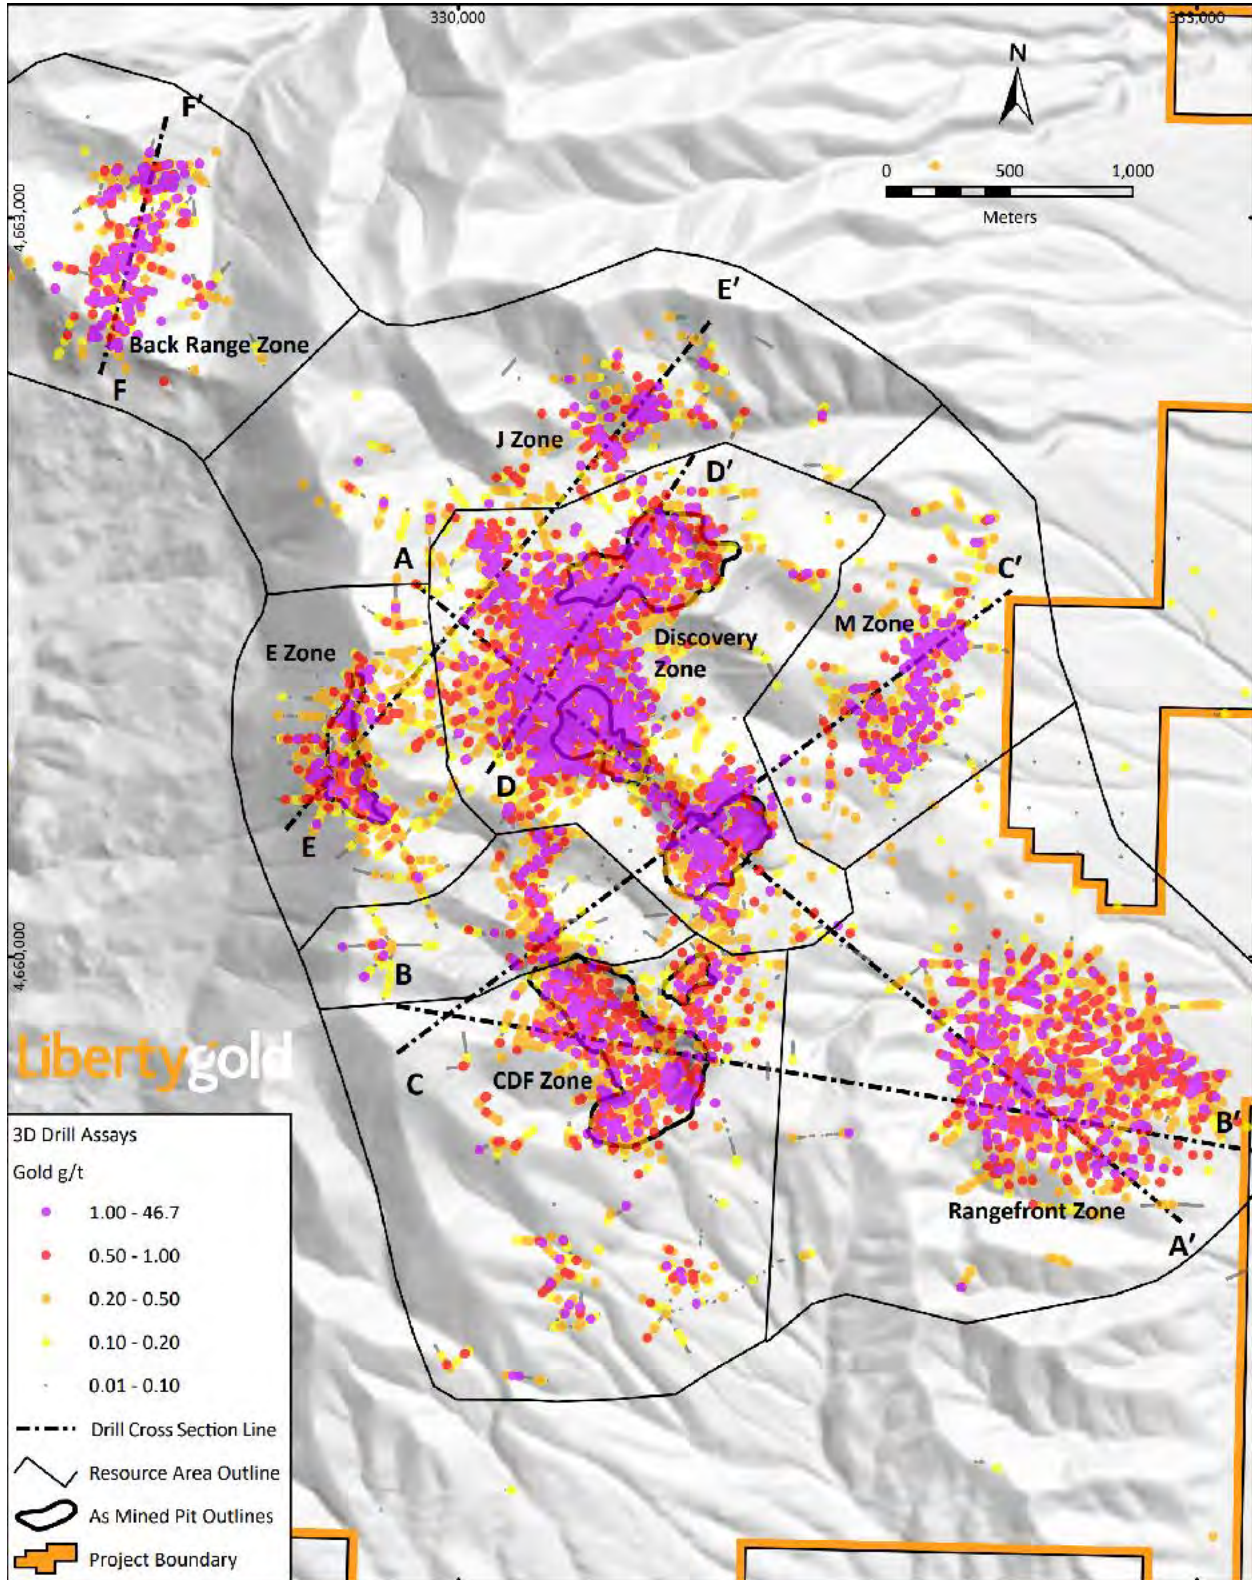 330,000
333,000
N
0 500 1,000
Meters
4,663,000
F'
Back Range Zone
F
E'
J Zone
D'
A
C'
M Zone
Discovery
Zone
E Zone
D
E
B
4,660,000
Libertygold
C
CDF Zone
B'
Rangefront Zone
A'
3D Drill Assays
Gold g/t
1.00 - 46.7
0.50 - 1.00
0.20 - 0.50
0.10 - 0.20
0.01 - 0.10
Drill Cross Section Line
Resource Area Outline
As Mined Pit Outlines
Project Boundary